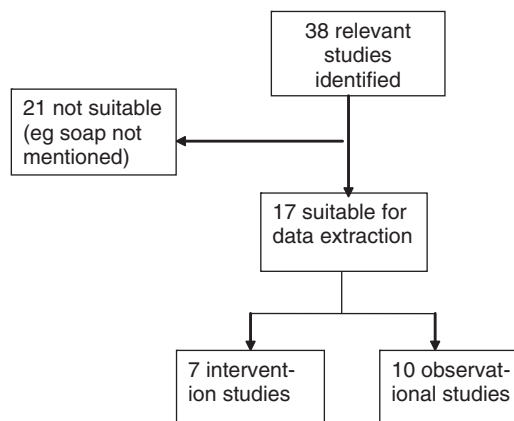 38 relevant
studies
identified
21 not suitable
(eg soap not
mentioned)
17 suitable for
data extraction
7 intervent-
ion studies
10 observat-
ional studies